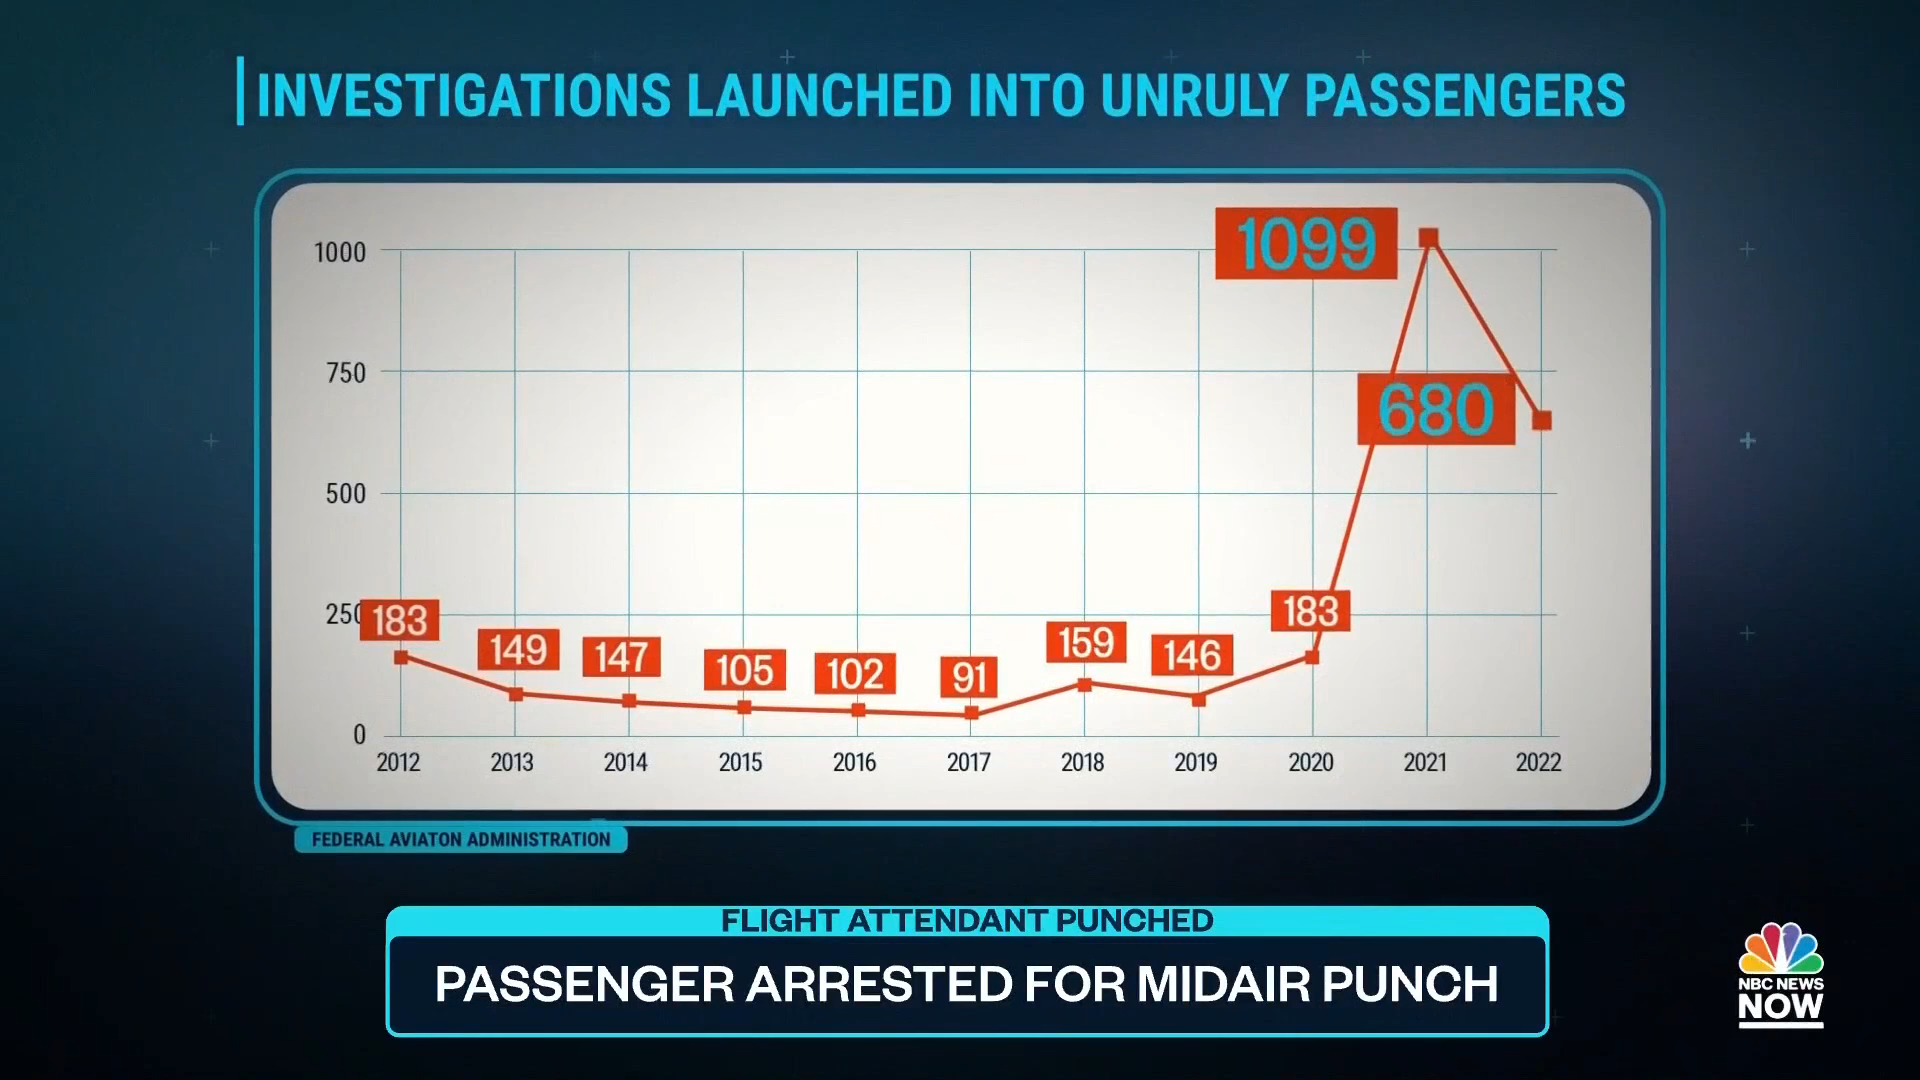 INVESTIGATIONS LAUNCHED INTO UNRULY PASSENGERS
1000
750
500
250
0
183
149
147
105
102
91
159
146
183
1099
680
2012 2013 2014 2015 2016 2017 2018 2019 2020 2021 2022
FEDERAL AVIATON ADMINISTRATION
FLIGHT ATTENDANT PUNCHED
PASSENGER ARRESTED FOR MIDAIR PUNCH
NBC NEWS
NOW